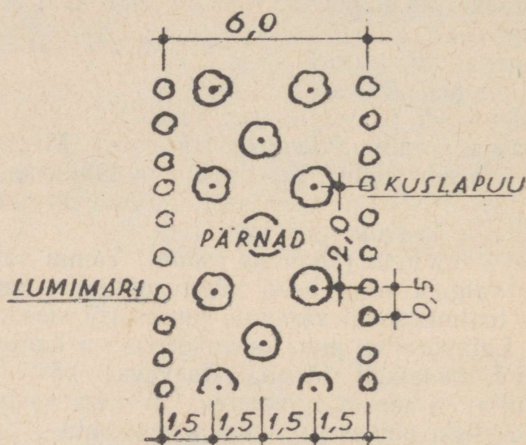 6,0
KUSLAPUU
PÄRNAD
2,0
LUMIMARI
0,5
1,5 1,5 1,5 1,5